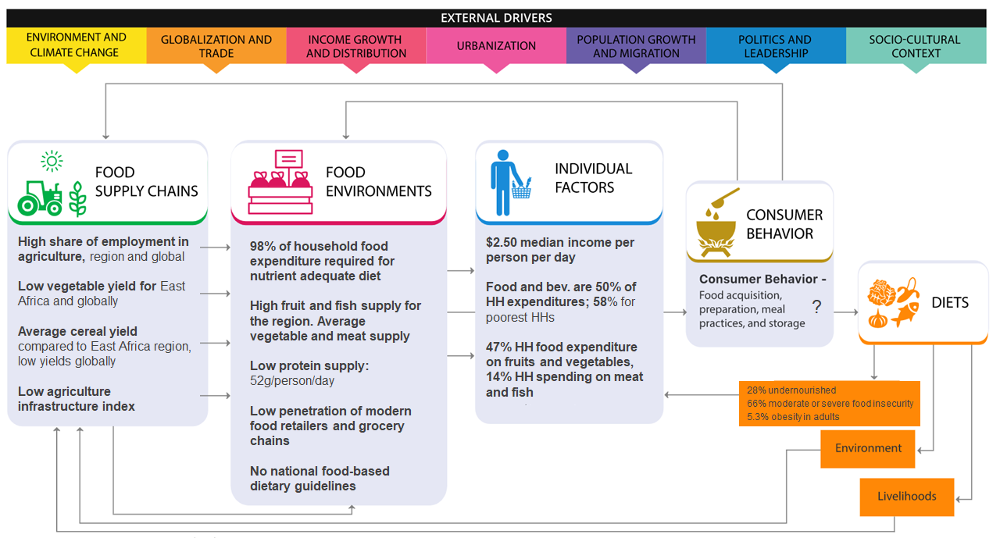 EXTERNAL DRIVERS
ENVIRONMENT AND
CLIMATE CHANGE
GLOBALIZATION AND
TRADE
INCOME GROWTH
AND DISTRIBUTION
URBANIZATION
POPULATION GROWTH
AND MIGRATION
POLITICS AND
LEADERSHIP
SOCIO-CULTURAL
CONTEXT
FOOD
SUPPLY CHAINS
High share of employment in
agriculture, region and global
Low vegetable yield for East
Africa and globally
Average cereal yield
compared to East Africa region,
low yields globally
Low agriculture
infrastructure index
FOOD
ENVIRONMENTS
98% of household food
expenditure required for
nutrient adequate diet
High fruit and fish supply for
the region. Average
vegetable and meat supply
Low protein supply:
52g/person/day
Low penetration of modern
food retailers and grocery
chains
No national food-based
dietary guidelines
INDIVIDUAL
FACTORS
$2.50 median income per
person per day
Food and bev. are 50% of
HH expenditures; 58% for
poorest HHs
47% HH food expenditure
on fruits and vegetables,
14% HH spending on meat
and fish
CONSUMER
BEHAVIOR
Consumer Behavior -
Food acquisition,
preparation, meal
practices, and storage
?
DIETS
28% undernourished
66% moderate or severe food insecurity
5.3% obesity in adults
Environment
Livelihoods